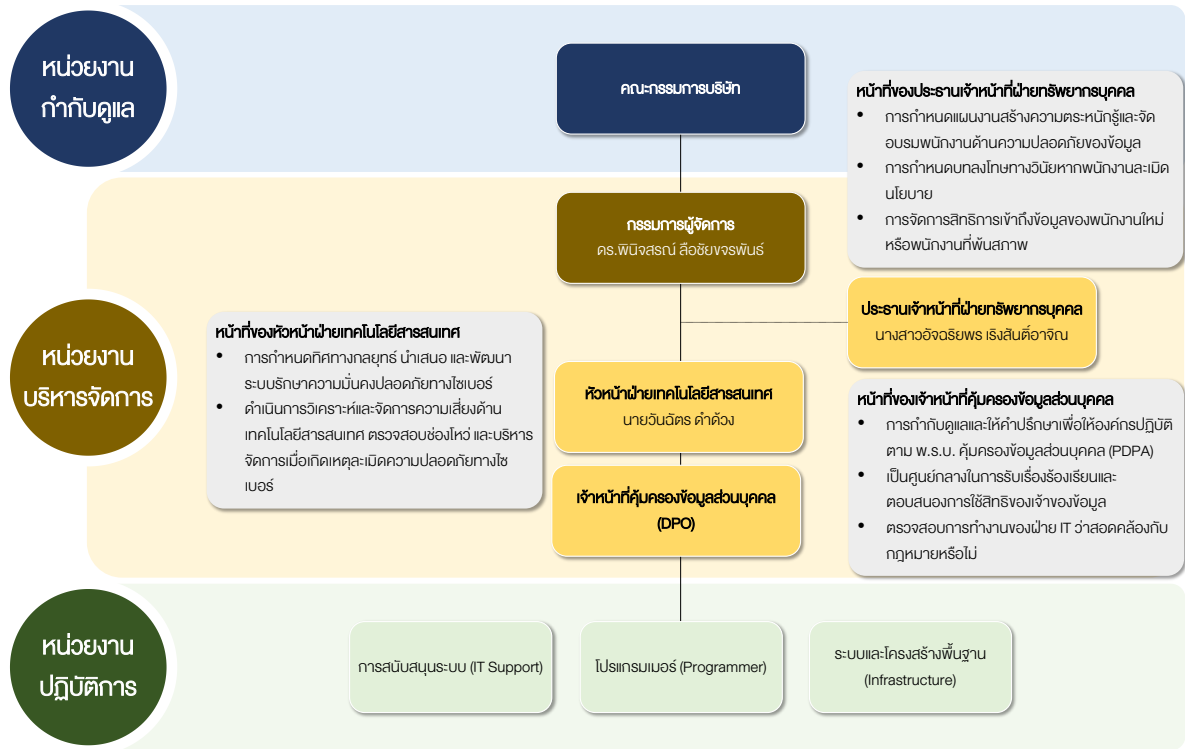 หน่วยงาน
กำกับดูแล
คณะกรรมการบริษัท
หน้าที่ของประธานเจ้าหน้าที่ฝ่ายทรัพยากรบุคคล
• การกำหนดแผนงานสร้างความตระหนักรู้และจัด
อบรมพนักงานด้านความปลอดภัยของข้อมูล
• การกำหนดบทลงโทษทางวินัยหากพนักงานละเมิด
นโยบาย
• การจัดการสิทธิการเข้าถึงข้อมูลของพนักงานใหม่
หรือพนักงานที่พ้นสภาพ
หน่วยงาน
บริหารจัดการ
กรรมการผู้จัดการ
ดร.พินิจสรณ์ ลือชัยขจรพันธ์
ประธานเจ้าหน้าที่ฝ่ายทรัพยากรบุคคล
นางสาวอัจฉริยพร เริงสันติ์อาจิณ
หน้าที่ของหัวหน้าฝ่ายเทคโนโลยีสารสนเทศ
• การกำหนดทิศทางกลยุทธ์ นำเสนอ และพัฒนา
ระบบรักษาความมั่นคงปลอดภัยทางไซเบอร์
• ดำเนินการวิเคราะห์และจัดการความเสี่ยงด้าน
เทคโนโลยีสารสนเทศ ตรวจสอบช่องโหว่ และบริหาร
จัดการเมื่อเกิดเหตุละเมิดความปลอดภัยทางไซ
เบอร์
หัวหน้าฝ่ายเทคโนโลยีสารสนเทศ
นายวันฉัตร ดำด้วง
เจ้าหน้าที่คุ้มครองข้อมูลส่วนบุคคล
(DPO)
หน้าที่ของเจ้าหน้าที่คุ้มครองข้อมูลส่วนบุคคล
• การกำกับดูแลและให้คำปรึกษาเพื่อให้องค์กรปฏิบัติ
ตาม พ.ร.บ. คุ้มครองข้อมูลส่วนบุคคล (PDPA)
• เป็นศูนย์กลางในการรับเรื่องร้องเรียนและ
ตอบสนองการใช้สิทธิของเจ้าของข้อมูล
• ตรวจสอบการทำงานของฝ่าย IT ว่าสอดคล้องกับ
กฎหมายหรือไม่
หน่วยงาน
ปฏิบัติการ
การสนับสนุนระบบ (IT Support)
โปรแกรมเมอร์ (Programmer)
ระบบและโครงสร้างพื้นฐาน
(Infrastructure)